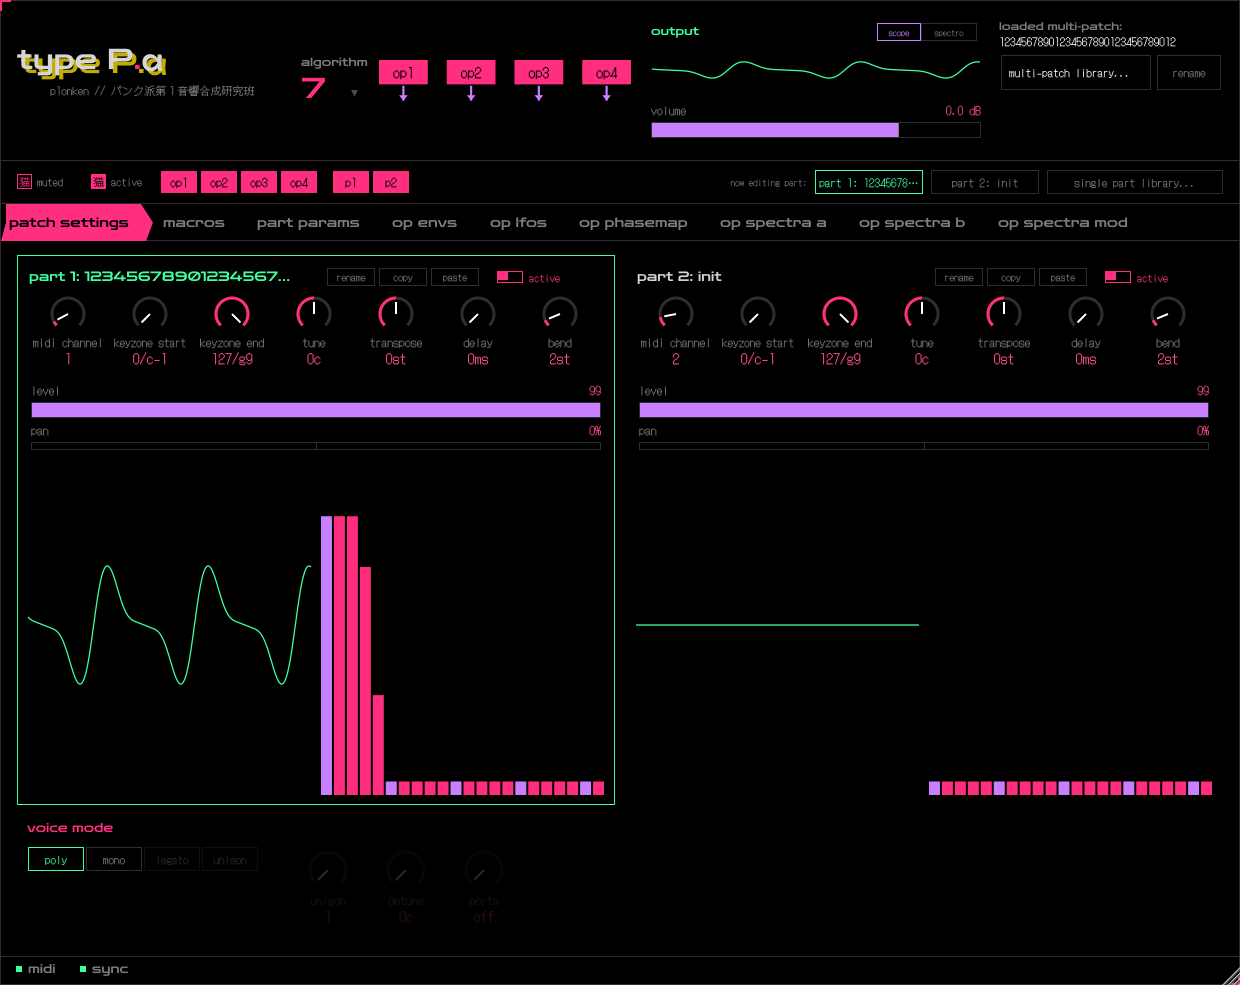 type P.a
plonken // パンク派第１音響合成研究班
algorithm
7
op1 op2 op3 op4
output
scope spectro
volume 0.0 dB
loaded multi-patch:
12345678901234567890123456789012
multi-patch library... rename
猫 muted 猫 active op1 op2 op3 op4 p1 p2
now editing part: part 1: 12345678… part 2: init single part library...
patch settings macros part params op envs op lfos op phasemap op spectra a op spectra b op spectra mod
part 1: 12345678901234567... rename copy paste active
midi channel keyzone start keyzone end tune transpose delay bend
1 0/c-1 127/g9 0c 0st 0ms 2st
level 99
pan 0%
part 2: init rename copy paste active
midi channel keyzone start keyzone end tune transpose delay bend
2 0/c-1 127/g9 0c 0st 0ms 2st
level 99
pan 0%
voice mode
poly mono legato unison
unison detune porta
1 0c off
midi sync